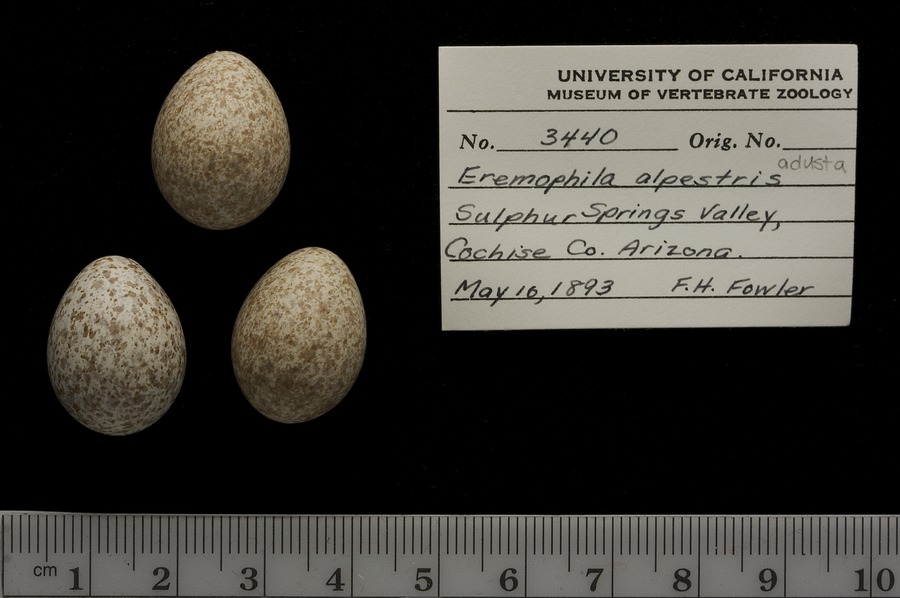 UNIVERSITY OF CALIFORNIA
MUSEUM OF VERTEBRATE ZOOLOGY
No. 3440 Orig. No.
adusta
Eremophila alpestris
Sulphur Springs Valley,
Cochise Co. Arizona.
May 10, 1893 F.H. Fowler
cm 1 2 3 4 5 6 7 8 9 10